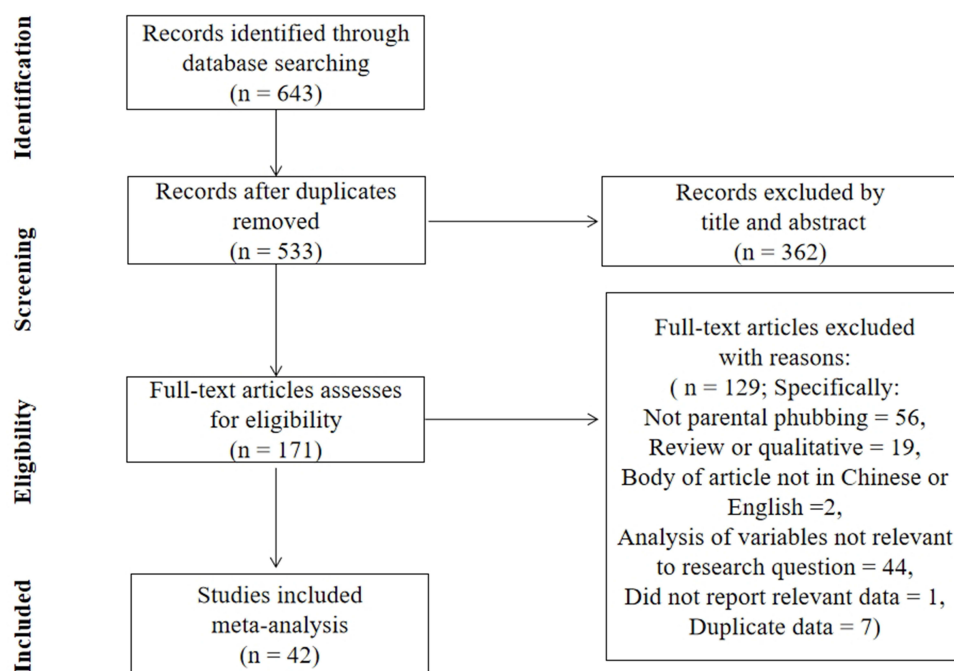 Identification
Records identified through
database searching
(n = 643)
Screening
Records after duplicates
removed
(n = 533)
Records excluded by
title and abstract
(n = 362)
Eligibility
Full-text articles assesses
for eligibility
(n = 171)
Full-text articles excluded
with reasons:
( n = 129; Specifically:
Not parental phubbing = 56,
Review or qualitative = 19,
Body of article not in Chinese or
English =2,
Analysis of variables not relevant
to research question = 44,
Did not report relevant data = 1,
Duplicate data = 7)
Included
Studies included
meta-analysis
(n = 42)